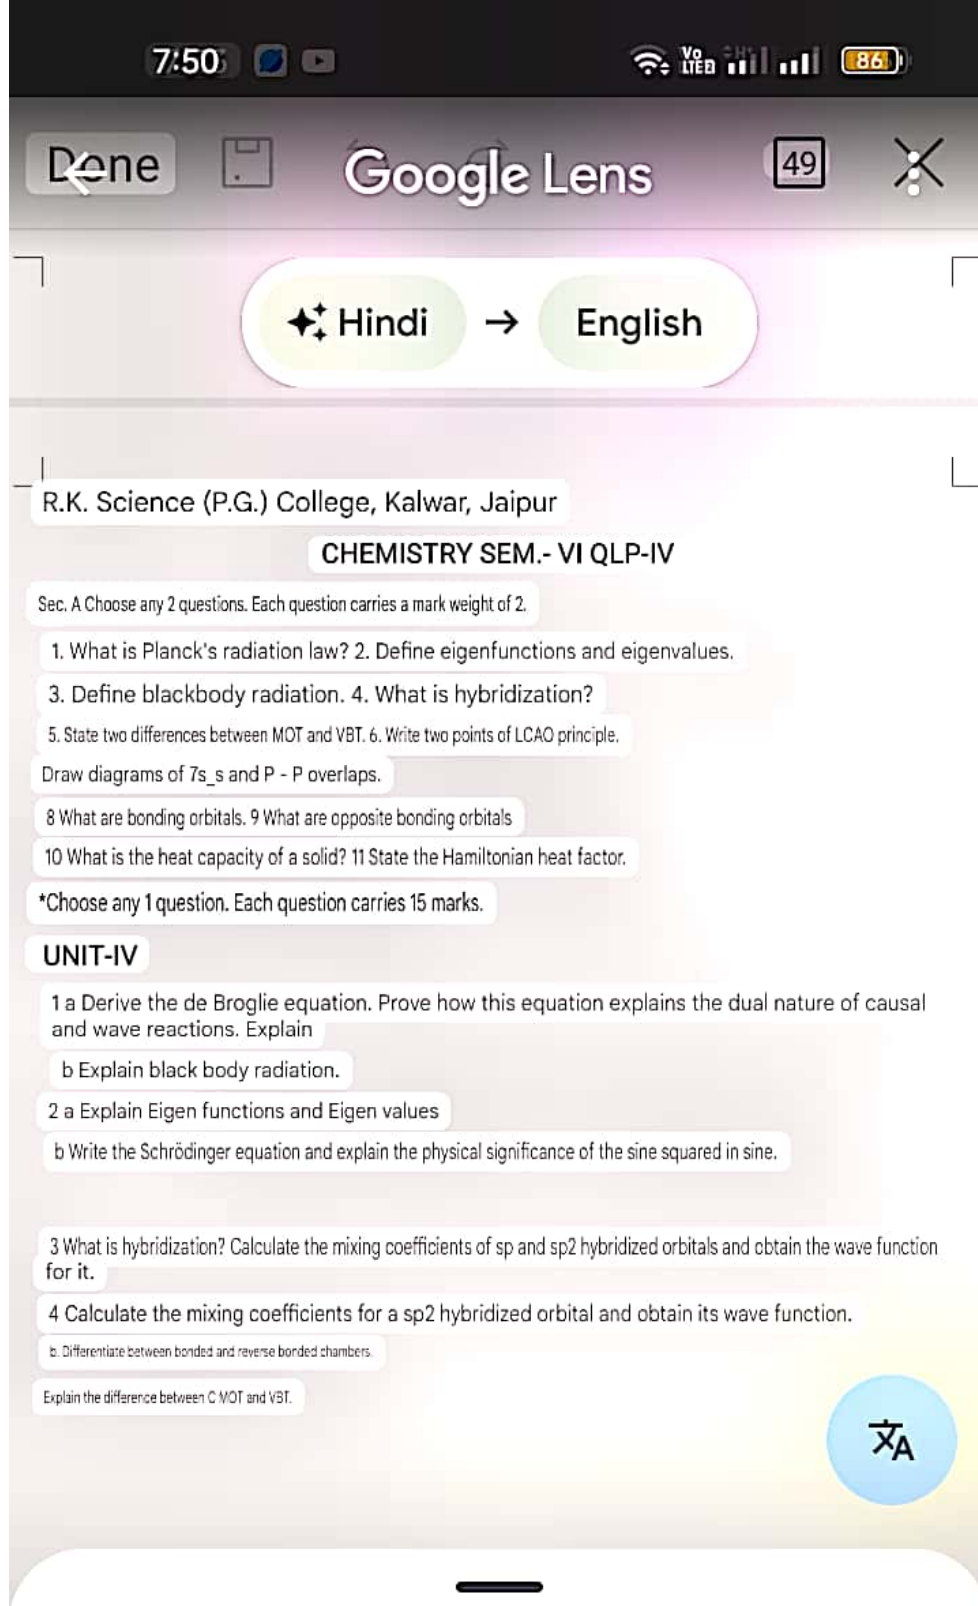 7:50
Vo
LTE
86
Done
Google Lens
49
Hindi → English
R.K. Science (P.G.) College, Kalwar, Jaipur
CHEMISTRY SEM.- VI QLP-IV
Sec. A Choose any 2 questions. Each question carries a mark weight of 2.
1. What is Planck's radiation law? 2. Define eigenfunctions and eigenvalues.
3. Define blackbody radiation. 4. What is hybridization?
5. State two differences between MOT and VBT. 6. Write two points of LCAO principle.
Draw diagrams of 7s_s and P - P overlaps.
8 What are bonding orbitals. 9 What are opposite bonding orbitals
10 What is the heat capacity of a solid? 11 State the Hamiltonian heat factor.
*Choose any 1 question. Each question carries 15 marks.
UNIT-IV
1 a Derive the de Broglie equation. Prove how this equation explains the dual nature of causal
and wave reactions. Explain
b Explain black body radiation.
2 a Explain Eigen functions and Eigen values
b Write the Schrödinger equation and explain the physical significance of the sine squared in sine.
3 What is hybridization? Calculate the mixing coefficients of sp and sp2 hybridized orbitals and obtain the wave function
for it.
4 Calculate the mixing coefficients for a sp2 hybridized orbital and obtain its wave function.
b. Differentiate between bonded and reverse bonded chambers.
Explain the difference between C MOT and VBT.
文A